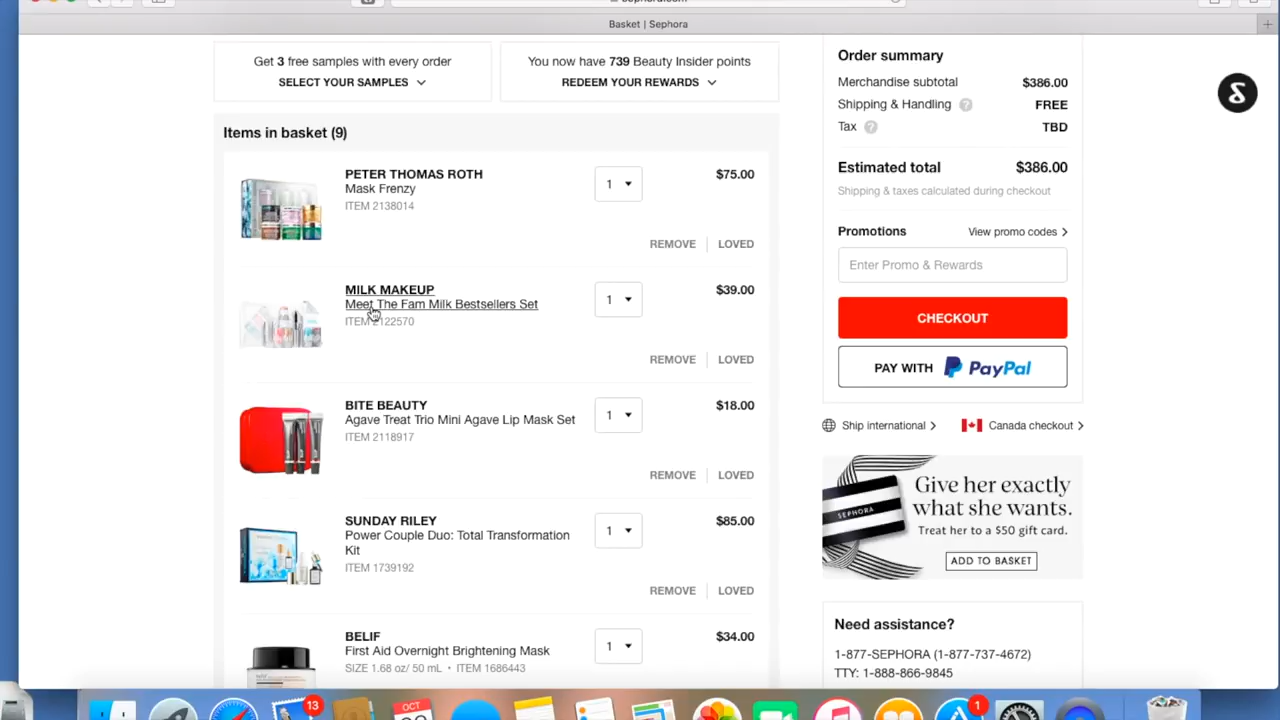 Basket | Sephora
Get 3 free samples with every order
SELECT YOUR SAMPLES
You now have 739 Beauty Insider points
REDEEM YOUR REWARDS
Items in basket (9)
PETER THOMAS ROTH
Mask Frenzy
ITEM 2138014
1
$75.00
REMOVE
LOVED
MILK MAKEUP
Meet The Fam Milk Bestsellers Set
ITEM 2122570
1
$39.00
REMOVE
LOVED
BITE BEAUTY
Agave Treat Trio Mini Agave Lip Mask Set
ITEM 2118917
1
$18.00
REMOVE
LOVED
SUNDAY RILEY
Power Couple Duo: Total Transformation
Kit
ITEM 1739192
1
$85.00
REMOVE
LOVED
BELIF
First Aid Overnight Brightening Mask
SIZE 1.68 oz/ 50 mL • ITEM 1686443
1
$34.00
Order summary
Merchandise subtotal $386.00
Shipping & Handling ? FREE
Tax ? TBD
Estimated total $386.00
Shipping & taxes calculated during checkout
Promotions
View promo codes
Enter Promo & Rewards
CHECKOUT
PAY WITH PayPal
Ship international
Canada checkout
SEPHORA
Give her exactly
what she wants.
Treat her to a $50 gift card.
ADD TO BASKET
Need assistance?
1-877-SEPHORA (1-877-737-4672)
TTY: 1-888-866-9845
13
OCT
1